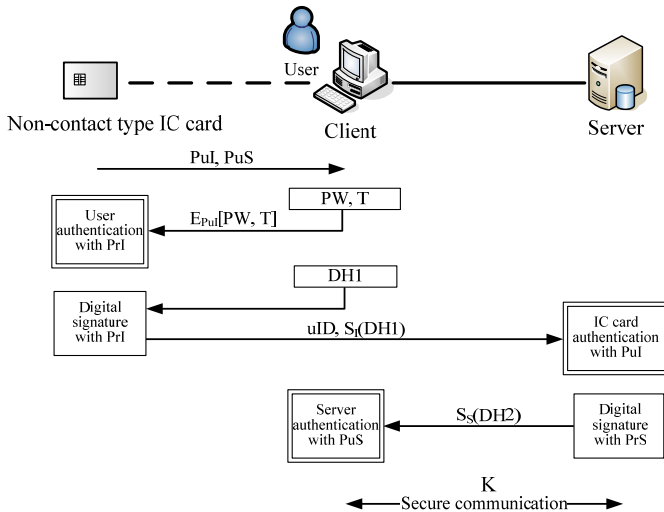 User
Non-contact type IC card
Client
Server
PuI, PuS
PW, T
User
authentication
with PrI
EPuI[PW, T]
DH1
Digital
signature
with PrI
uID, SI(DH1)
IC card
authentication
with PuI
Server
authentication
with PuS
SS(DH2)
Digital
signature
with PrS
K
Secure communication